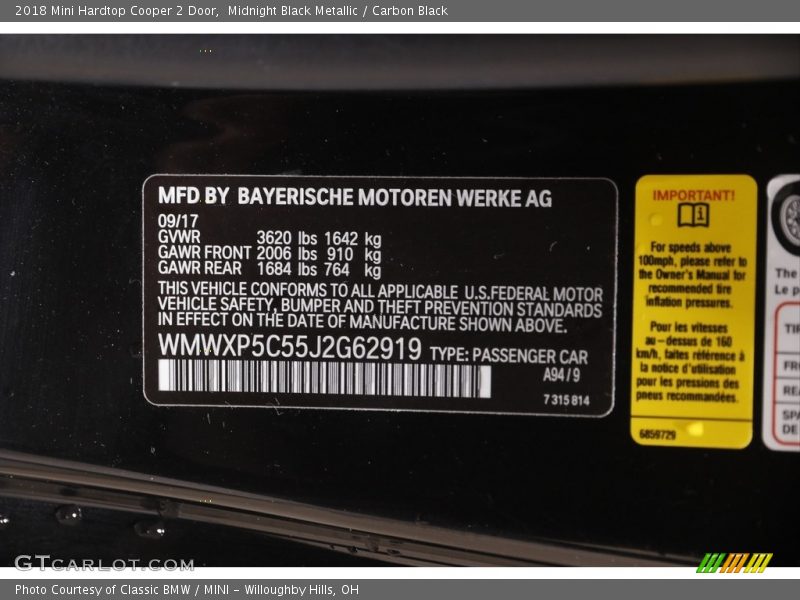 2018 Mini Hardtop Cooper 2 Door,  Midnight Black Metallic / Carbon Black
MFD BY BAYERISCHE MOTOREN WERKE AG
09/17
GVWR 3620 lbs 1642 kg
GAWR FRONT 2006 lbs 910 kg
GAWR REAR 1684 lbs 764 kg
THIS VEHICLE CONFORMS TO ALL APPLICABLE U.S.FEDERAL MOTOR
VEHICLE SAFETY, BUMPER AND THEFT PREVENTION STANDARDS
IN EFFECT ON THE DATE OF MANUFACTURE SHOWN ABOVE.
WMWXP5C55J2G62919 TYPE: PASSENGER CAR
A94/9
7 315 814
IMPORTANT!
For speeds above
100mph, please refer to
the Owner's Manual for
recommended tire
inflation pressures.
Pour les vitesses
au-dessus de 160
km/h, faites référence à
la notice d'utilisation
pour les pressions des
pneus recommandées.
6859729
The
Le p
GTCARLOT.COM
Photo Courtesy of Classic BMW / MINI - Willoughby Hills, OH